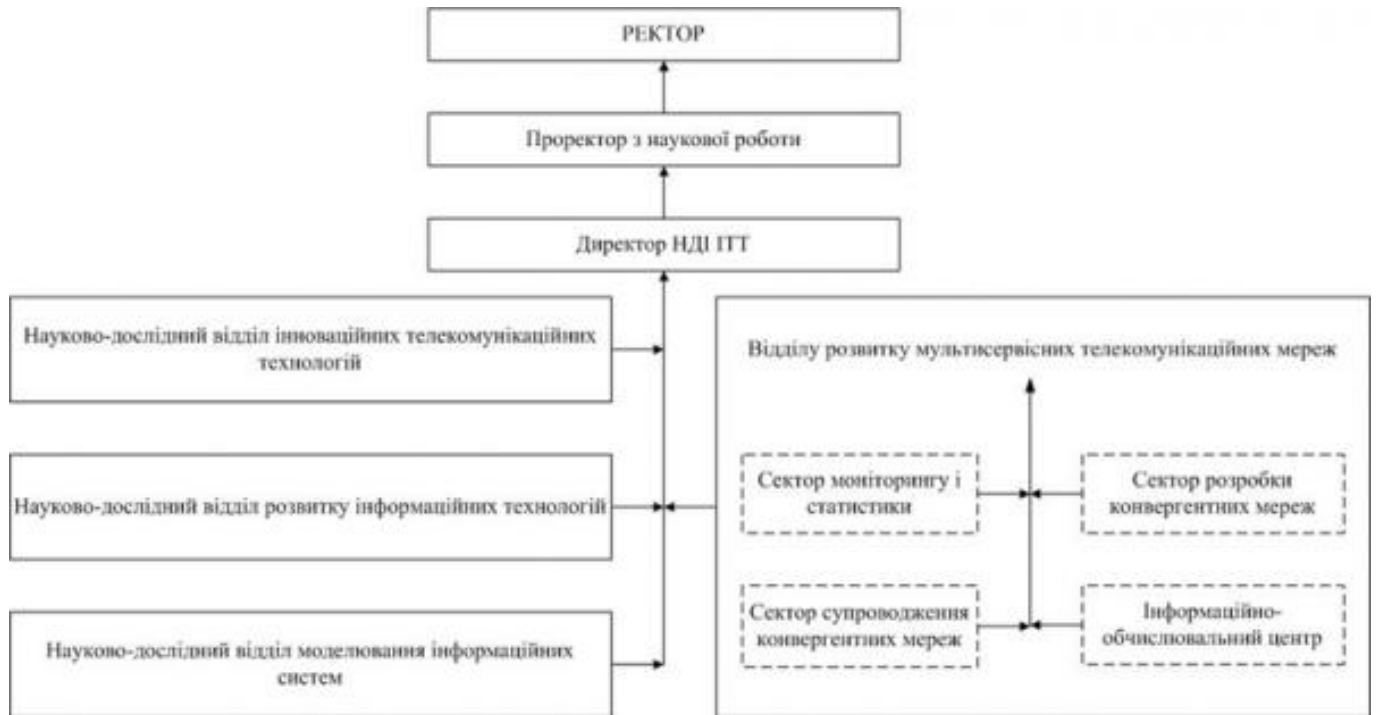 РЕКТОР
Проректор з наукової роботи
Директор НДІ ІТТ
Науково-дослідний відділ інноваційних телекомунікаційних
технологій
Науково-дослідний відділ розвитку інформаційних технологій
Науково-дослідний відділ моделювання інформаційних
систем
Відділу розвитку мультисервісних телекомунікаційних мереж
Сектор моніторингу і
статистики
Сектор розробки
конвергентних мереж
Сектор супроводження
конвергентних мереж
Інформаційно-
обчислювальний центр